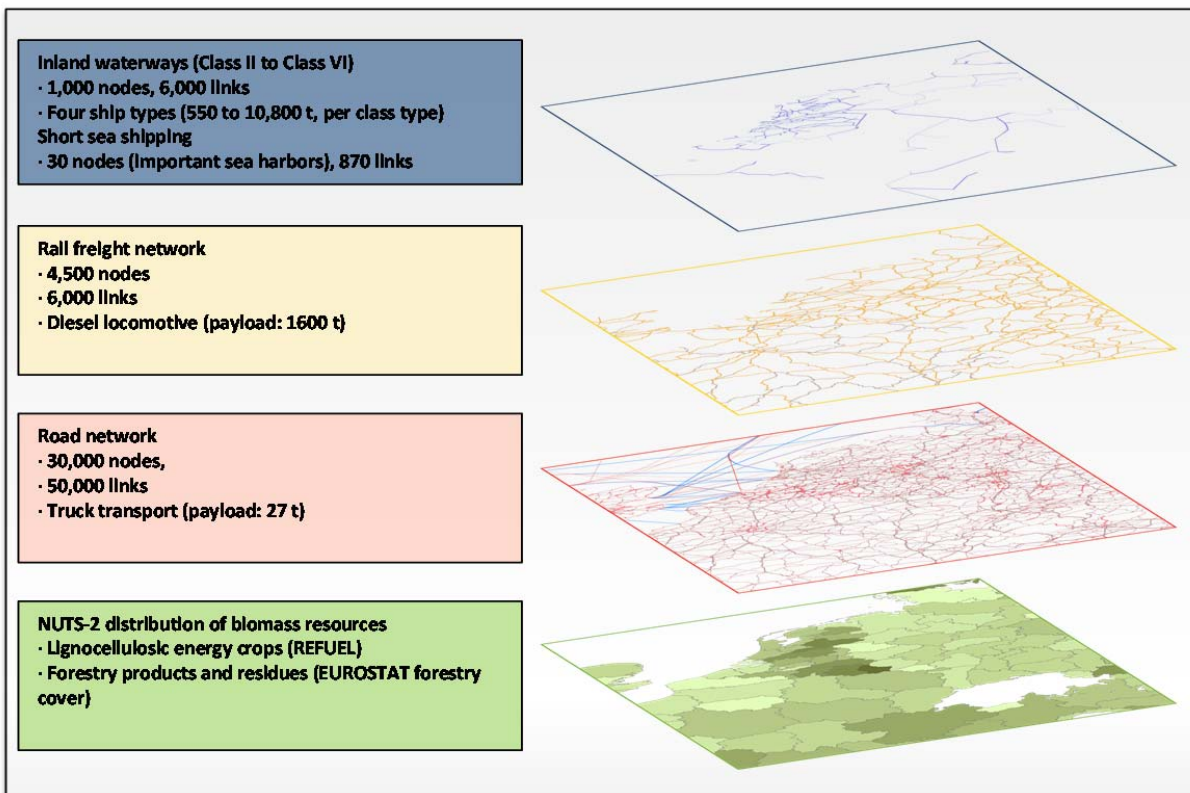 Inland waterways (Class II to Class VI)
· 1,000 nodes, 6,000 links
· Four ship types (550 to 10,800 t, per class type)
Short sea shipping
· 30 nodes (important sea harbors), 870 links
Rail freight network
· 4,500 nodes
· 6,000 links
· Diesel locomotive (payload: 1600 t)
Road network
· 30,000 nodes,
· 50,000 links
· Truck transport (payload: 27 t)
NUTS-2 distribution of biomass resources
· Lignocellulosic energy crops (REFUEL)
· Forestry products and residues (EUROSTAT forestry
cover)